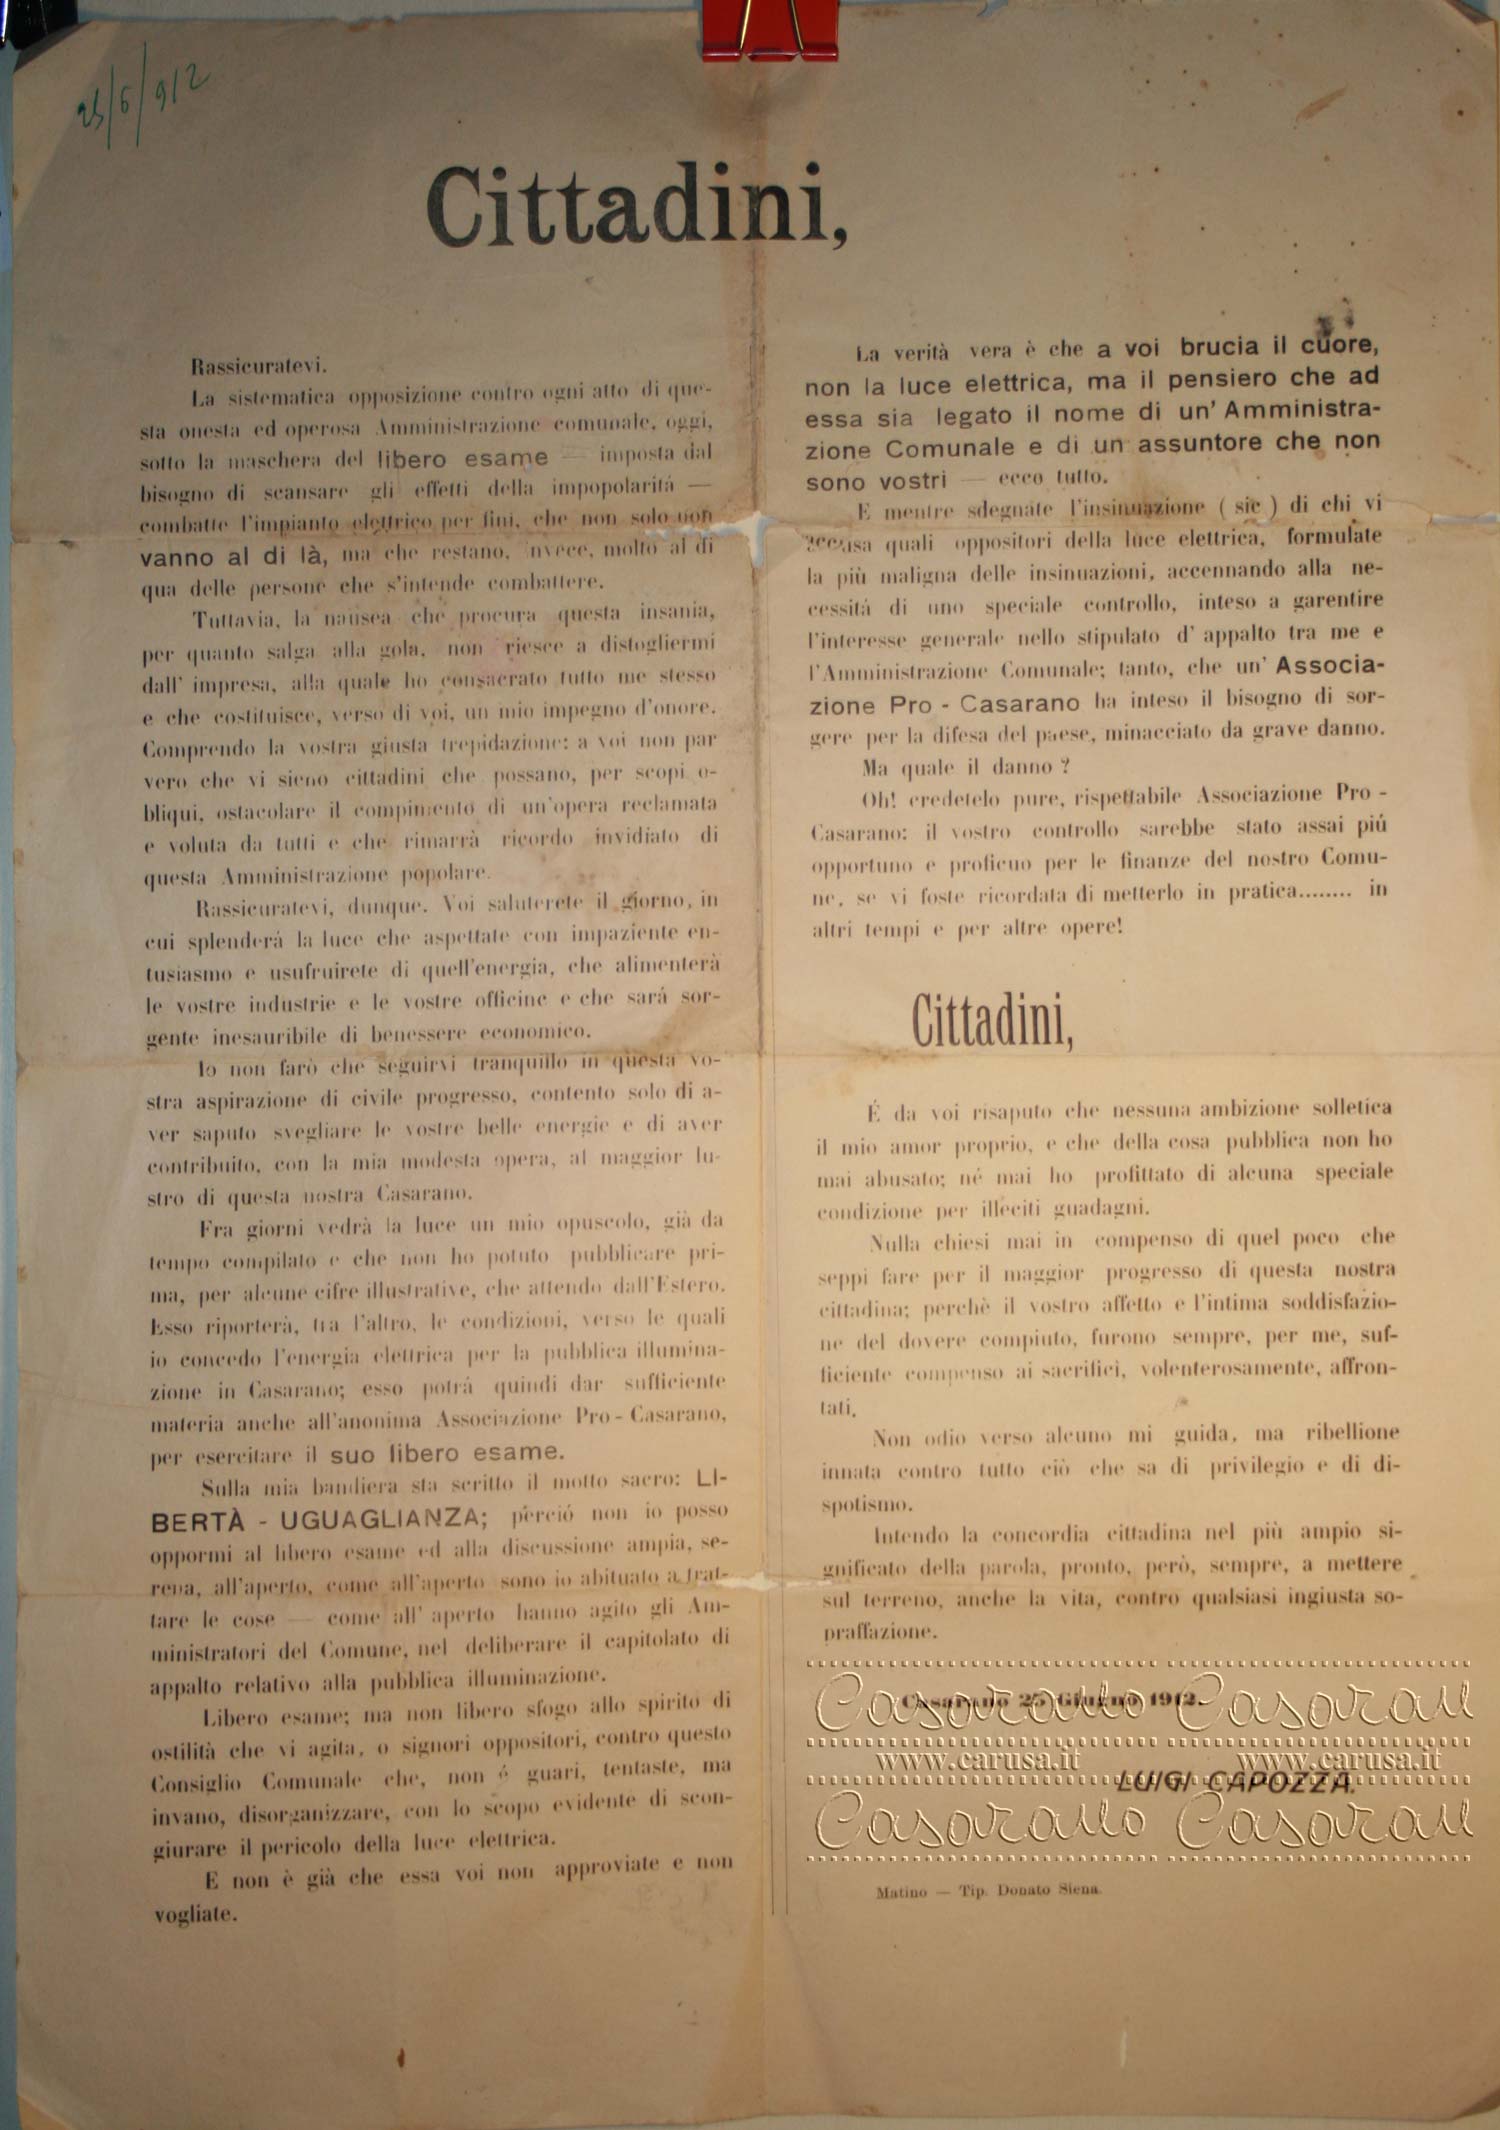 25/6/912
Cittadini,
Rassicuratevi.
La sistematica opposizione contro ogni atto di que-
sta onesta ed operosa Amministrazione comunale, oggi,
sotto la maschera del libero esame — imposta dal
bisogno di scansare gli effetti della impopolaritá —
combatte l'impianto elettrico per fini, che non solo non
vanno al di là, ma che restano, invece, molto al di
qua delle persone che s'intende combattere.
Tuttavia, la nausea che procura questa insania,
per quanto salga alla gola, non riesce a distogliermi
dall' impresa, alla quale ho consacrato tutto me stesso
e che costituisce, verso di voi, un mio impegno d'onore.
Comprendo la vostra giusta trepidazione: a voi non par
vero che vi sieno cittadini che possano, per scopi o-
bliqui, ostacolare il compimento di un'opera reclamata
e voluta da tutti e che rimarrà ricordo invidiato di
questa Amministrazione popolare.
Rassicuratevi, dunque. Voi saluterete il giorno, in
cui splenderá la luce che aspettate con impaziente en-
tusiasmo e usufruirete di quell'energia, che alimenterà
le vostre industrie e le vostre officine e che sará sor-
gente inesauribile di benessere economico.
Io non farò che seguirvi tranquillo in questa vo-
stra aspirazione di civile progresso, contento solo di a-
ver saputo svegliare le vostre belle energie e di aver
contribuito, con la mia modesta opera, al maggior lu-
stro di questa nostra Casarano.
Fra giorni vedrà la luce un mio opuscolo, già da
tempo compilato e che non ho potuto pubblicare pri-
ma, per alcune cifre illustrative, che attendo dall'Estero.
Esso riporterà, tra l'altro, le condizioni, verso le quali
io concedo l'energia elettrica per la pubblica illumina-
zione in Casarano; esso potrá quindi dar sufficiente
materia anche all'anonima Associazione Pro - Casarano,
per esercitare il suo libero esame.
Sulla mia bandiera sta scritto il motto sacro: LI-
BERTÀ - UGUAGLIANZA; perció non io posso
oppormi al libero esame ed alla discussione ampia, se-
rena, all'aperto, come all'aperto sono io abituato a trat-
tare le cose — come all' aperto hanno agito gli Am-
ministratori del Comune, nel deliberare il capitolato di
appalto relativo alla pubblica illuminazione.
Libero esame; ma non libero sfogo allo spirito di
ostilità che vi agita, o signori oppositori, contro questo
Consiglio Comunale che, non é guari, tentaste, ma
invano, disorganizzare, con lo scopo evidente di scon-
giurare il pericolo della luce elettrica.
E non è già che essa voi non approviate e non
vogliate.
La verità vera è che a voi brucia il cuore,
non la luce elettrica, ma il pensiero che ad
essa sia legato il nome di un' Amministra-
zione Comunale e di un assuntore che non
sono vostri — ecco tutto.
E mentre sdegnate l'insinuazione ( sic ) di chi vi
accusa quali oppositori della luce elettrica, formulate
la più maligna delle insinuazioni, accennando alla ne-
cessitá di uno speciale controllo, inteso a garentire
l'interesse generale nello stipulato d' appalto tra me e
l'Amministrazione Comunale; tanto, che un' Associa-
zione Pro - Casarano ha inteso il bisogno di sor-
gere per la difesa del paese, minacciato da grave danno.
Ma quale il danno ?
Oh! credetelo pure, rispettabile Associazione Pro -
Casarano: il vostro controllo sarebbe stato assai piú
opportuno e proficuo per le finanze del nostro Comu-
ne, se vi foste ricordata di metterlo in pratica........ in
altri tempi e per altre opere!
Cittadini,
É da voi risaputo che nessuna ambizione solletica
il mio amor proprio, e che della cosa pubblica non ho
mai abusato; né mai ho profittato di alcuna speciale
condizione per illeciti guadagni.
Nulla chiesi mai in compenso di quel poco che
seppi fare per il maggior progresso di questa nostra
cittadina; perchè il vostro affetto e l'intima soddisfazio-
ne del dovere compiuto, furono sempre, per me, suf-
ficiente compenso ai sacrifici, volenterosamente, affron-
tati.
Non odio verso alcuno mi guida, ma ribellione
innata contro tutto ciò che sa di privilegio e di di-
spotismo.
Intendo la concordia cittadina nel più ampio si-
gnificato della parola, pronto, però, sempre, a mettere
sul terreno, anche la vita, contro qualsiasi ingiusta so-
praffazione.
Casarano 25 Giugno 1912.
LUIGI CAPOZZA.
Casarano Casaran
www.carusa.it www.carusa.it
Casarano Casaran
Matino — Tip. Donato Siena.